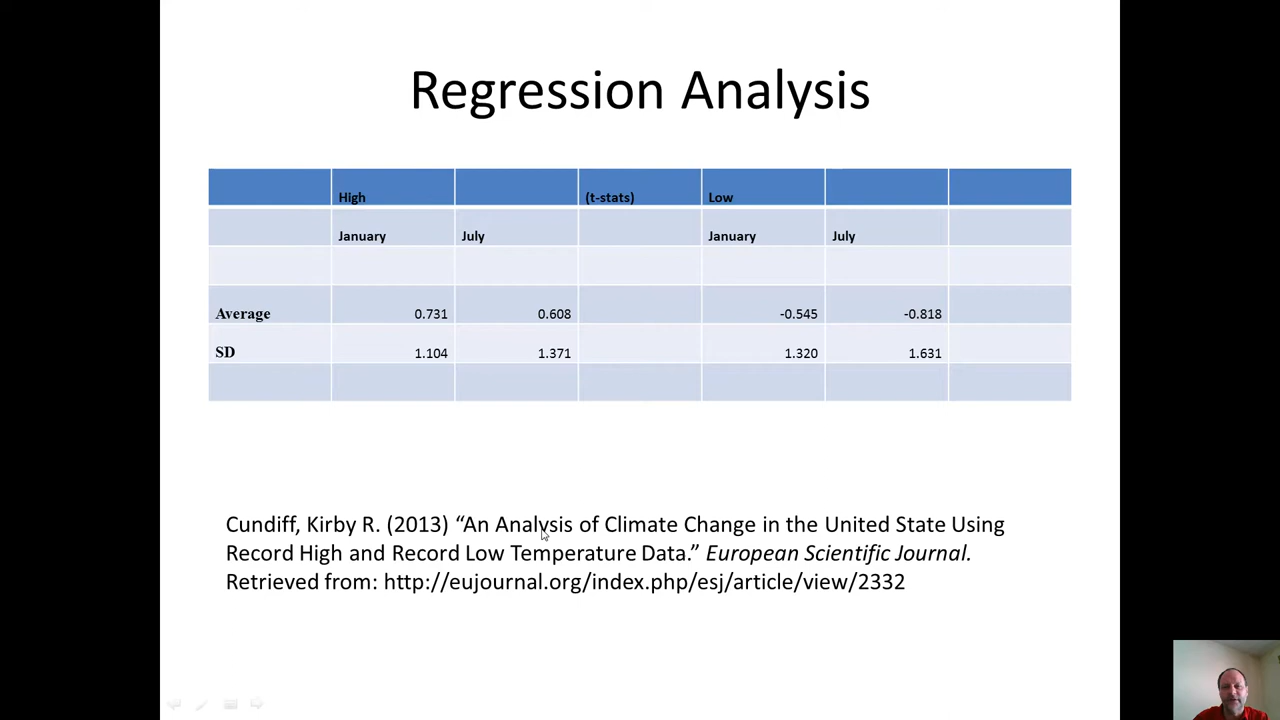 Regression Analysis
High (t-stats) Low
January July January July
Average 0.731 0.608 -0.545 -0.818
SD 1.104 1.371 1.320 1.631
Cundiff, Kirby R. (2013) “An Analysis of Climate Change in the United State Using
Record High and Record Low Temperature Data.” European Scientific Journal.
Retrieved from: http://eujournal.org/index.php/esj/article/view/2332